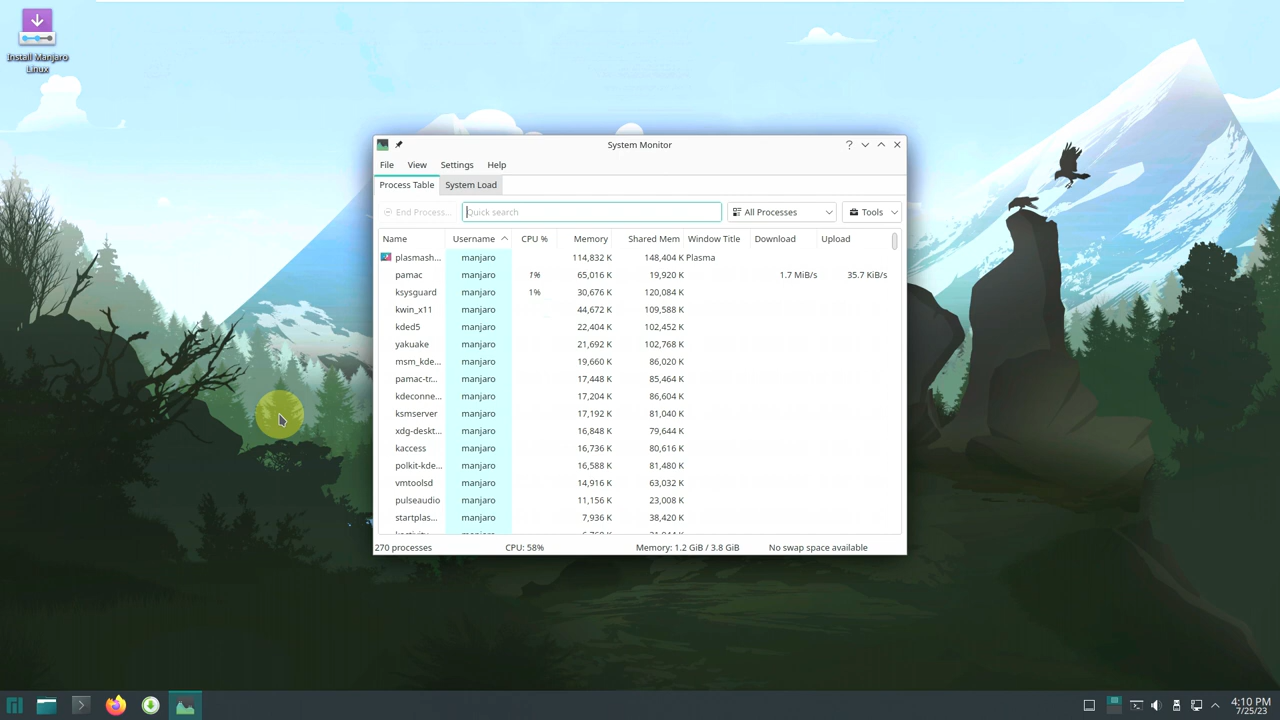 Install Manjaro
Linux
System Monitor
File View Settings Help
Process Table System Load
End Process... Quick search All Processes Tools
Name Username CPU % Memory Shared Mem Window Title Download Upload
plasmash... manjaro 114,832 K 148,404 K Plasma
pamac manjaro 1% 65,016 K 19,920 K 1.7 MiB/s 35.7 KiB/s
ksysguard manjaro 1% 30,676 K 120,084 K
kwin_x11 manjaro 44,672 K 109,588 K
kded5 manjaro 22,404 K 102,452 K
yakuake manjaro 21,692 K 102,768 K
msm_kde... manjaro 19,660 K 86,020 K
pamac-tr... manjaro 17,448 K 85,464 K
kdeconne... manjaro 17,204 K 86,604 K
ksmserver manjaro 17,192 K 81,040 K
xdg-deskt... manjaro 16,848 K 79,644 K
kaccess manjaro 16,736 K 80,616 K
polkit-kde... manjaro 16,588 K 81,480 K
vmtoolsd manjaro 14,916 K 63,032 K
pulseaudio manjaro 11,156 K 23,008 K
startplas... manjaro 7,936 K 38,420 K
270 processes CPU: 58% Memory: 1.2 GiB / 3.8 GiB No swap space available
4:10 PM
7/25/23